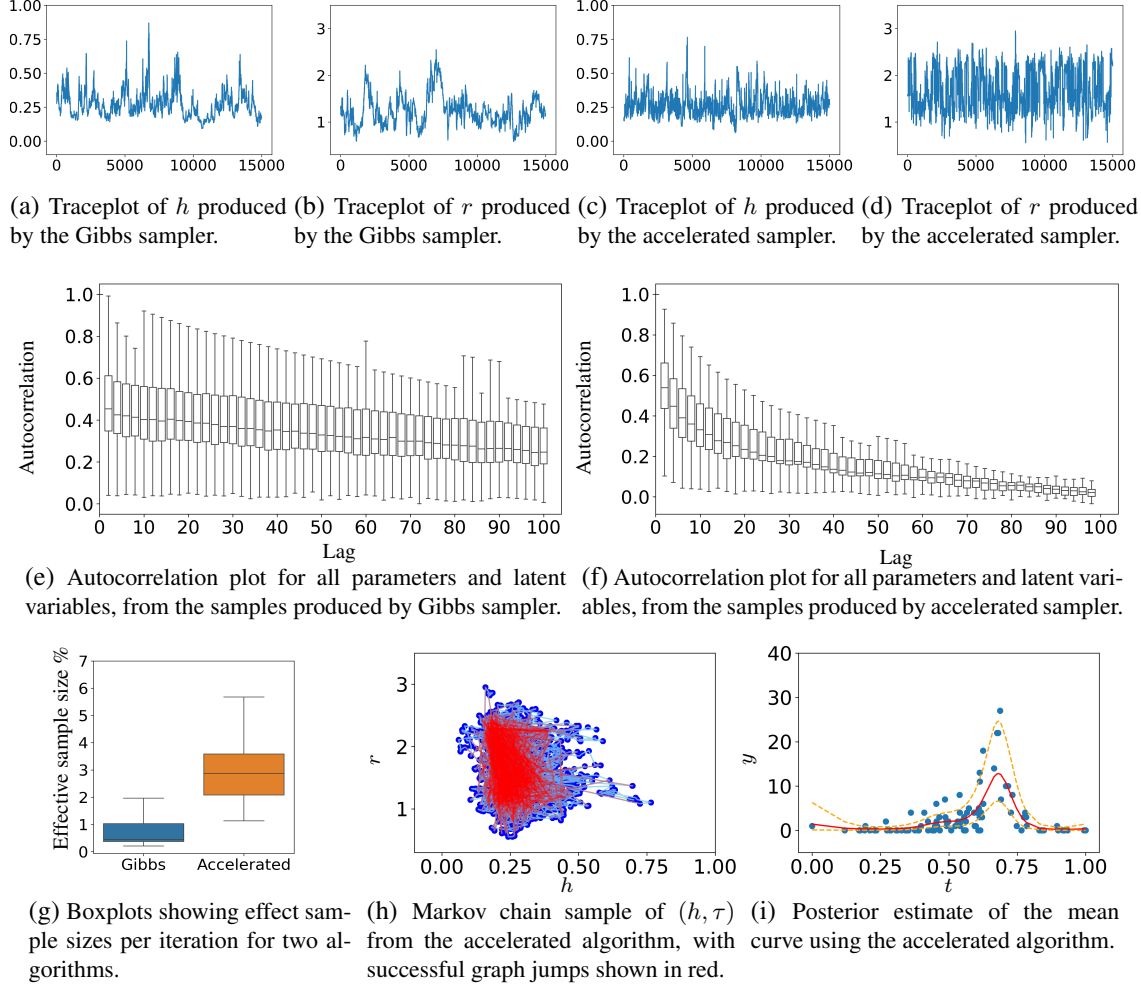 1.00
0.75
0.50
0.25
0.00
0 5000 10000 15000
3
2
1
0 5000 10000 15000
1.00
0.75
0.50
0.25
0.00
0 5000 10000 15000
3
2
1
0 5000 10000 15000
(a) Traceplot of h produced
by the Gibbs sampler.
(b) Traceplot of r produced
by the Gibbs sampler.
(c) Traceplot of h produced
by the accelerated sampler.
(d) Traceplot of r produced
by the accelerated sampler.
Autocorrelation
1.0
0.8
0.6
0.4
0.2
0.0
0 10 20 30 40 50 60 70 80 90 100
Lag
Autocorrelation
1.0
0.8
0.6
0.4
0.2
0.0
0 10 20 30 40 50 60 70 80 90 100
Lag
(e) Autocorrelation plot for all parameters and latent
variables, from the samples produced by Gibbs sampler.
(f) Autocorrelation plot for all parameters and latent vari-
ables, from the samples produced by accelerated sampler.
Effective sample size %
7
6
5
4
3
2
1
0
Gibbs Accelerated
r
3
2
1
0.00 0.25 0.50 0.75 1.00
h
y
40
30
20
10
0
0.00 0.25 0.50 0.75 1.00
t
(g) Boxplots showing effect sam-
ple sizes per iteration for two al-
gorithms.
(h) Markov chain sample of (h, τ)
from the accelerated algorithm, with
successful graph jumps shown in red.
(i) Posterior estimate of the mean
curve using the accelerated algorithm.